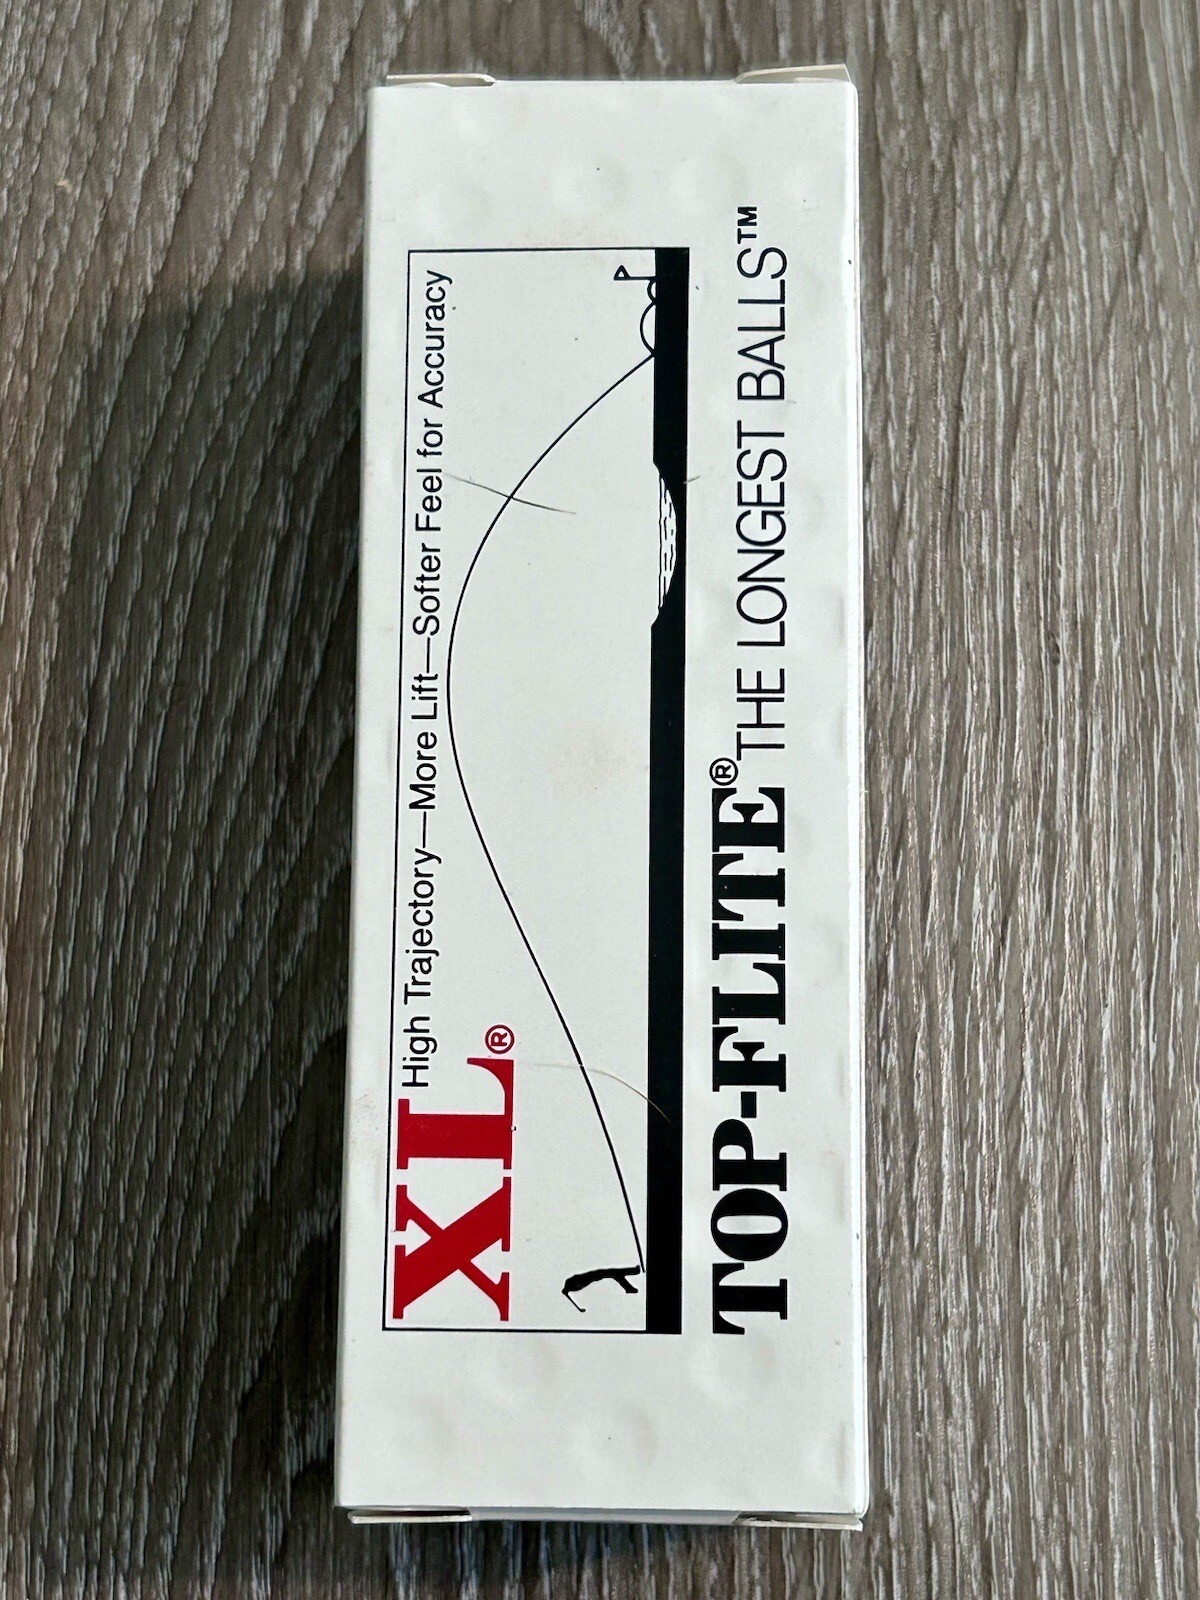 XL® High Trajectory—More Lift—Softer Feel for Accuracy
TOP-FLITE® THE LONGEST BALLS™